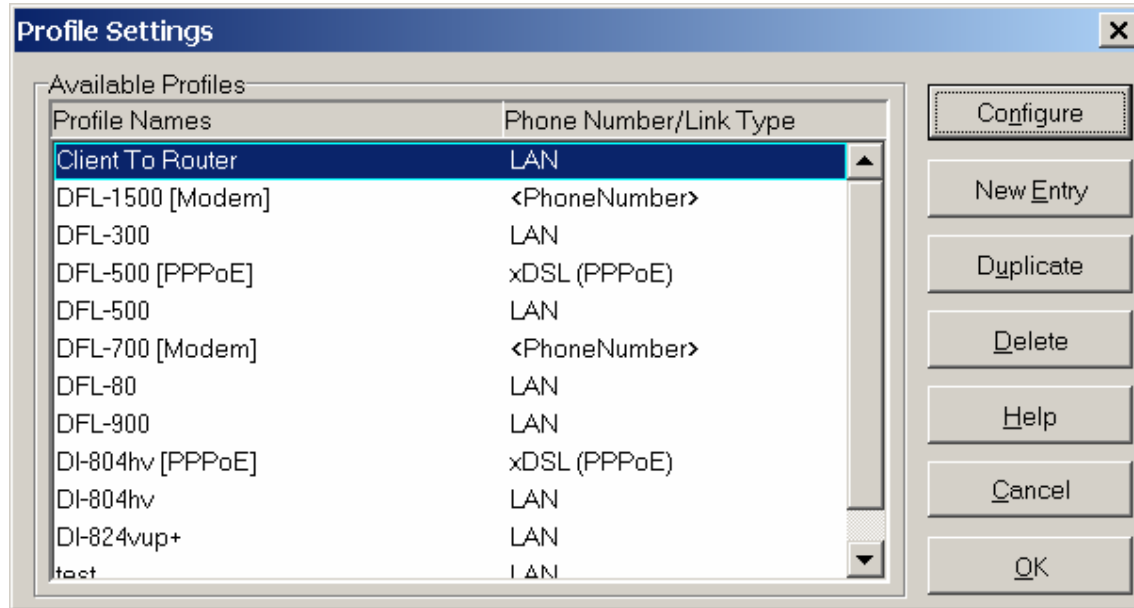 Profile Settings
Available Profiles
Profile Names Phone Number/Link Type
Client To Router LAN
DFL-1500 [Modem] <PhoneNumber>
DFL-300 LAN
DFL-500 [PPPoE] xDSL (PPPoE)
DFL-500 LAN
DFL-700 [Modem] <PhoneNumber>
DFL-80 LAN
DFL-900 LAN
DI-804hv [PPPoE] xDSL (PPPoE)
DI-804hv LAN
DI-824vup+ LAN
test LAN
Configure
New Entry
Duplicate
Delete
Help
Cancel
OK